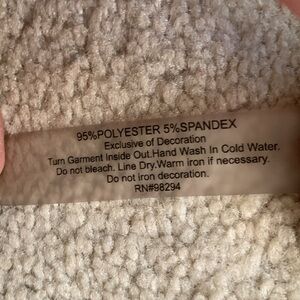 95%POLYESTER 5%SPANDEX
Exclusive of Decoration
Turn Garment Inside Out.Hand Wash In Cold Water.
Do not bleach. Line Dry.Warm iron if necessary.
Do not iron decoration.
RN#98294